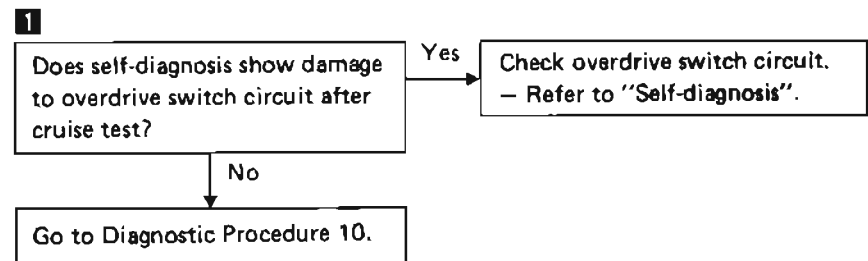 1
Does self-diagnosis show damage
to overdrive switch circuit after
cruise test?
Yes
Check overdrive switch circuit.
– Refer to "Self-diagnosis".
No
Go to Diagnostic Procedure 10.